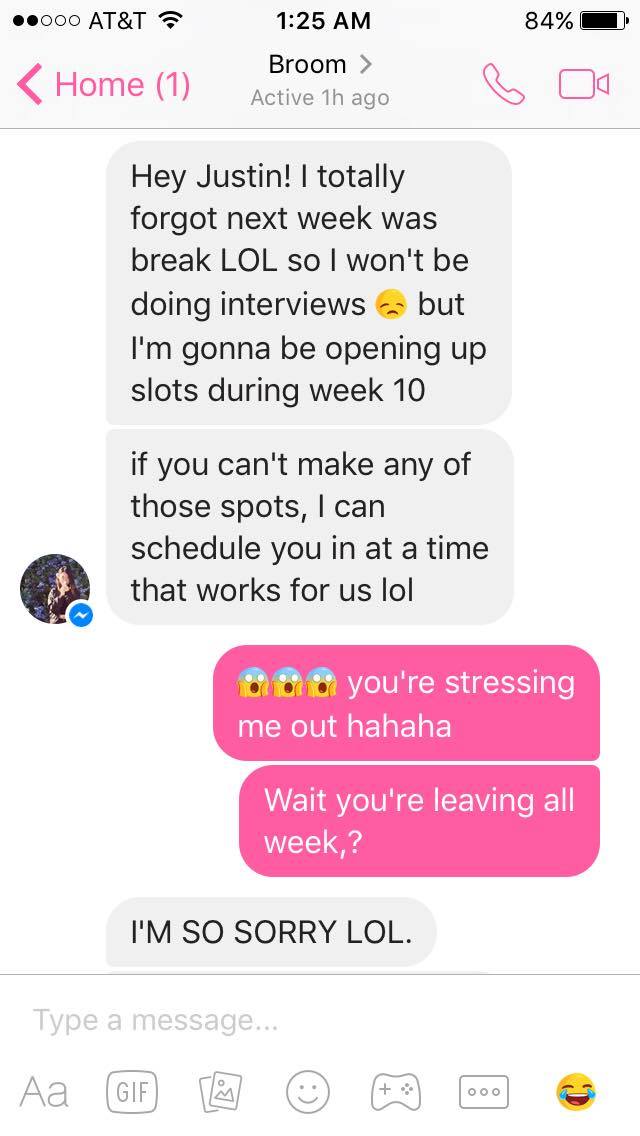 AT&T 1:25 AM 84%
Home (1) Broom
Active 1h ago
Hey Justin! I totally
forgot next week was
break LOL so I won't be
doing interviews 😞 but
I'm gonna be opening up
slots during week 10
if you can't make any of
those spots, I can
schedule you in at a time
that works for us lol
😱😱😱 you're stressing
me out hahaha
Wait you're leaving all
week,?
I'M SO SORRY LOL.
Type a message...
Aa GIF